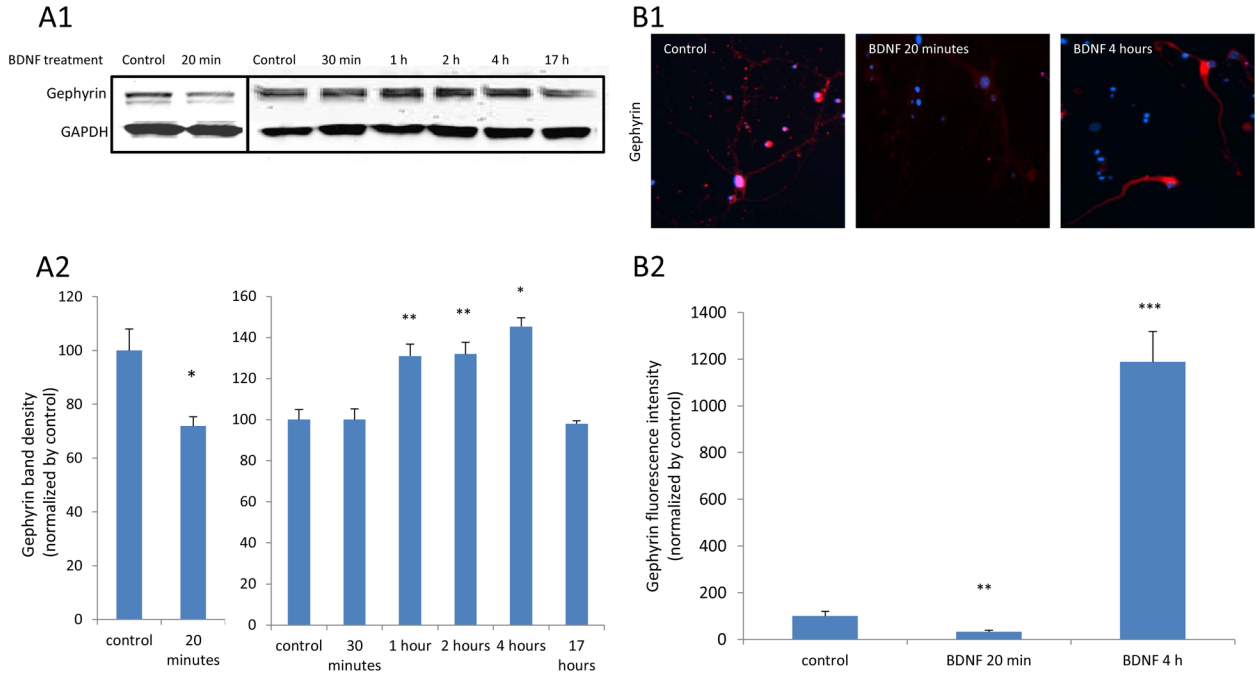 A1
BDNF treatment Control 20 min Control 30 min 1 h 2 h 4 h 17 h
Gephyrin
GAPDH
B1
Control
BDNF 20 minutes
BDNF 4 hours
Gephyrin
A2
Gephyrin band density
(normalized by control)
120
100
80
60
40
20
0
*
control
20
minutes
160
140
120
100
80
60
40
20
0
**
**
*
control
30
minutes
1 hour
2 hours
4 hours
17
hours
B2
Gephyrin fluorescence intensity
(normalized by control)
1400
1200
1000
800
600
400
200
0
**
***
control
BDNF 20 min
BDNF 4 h